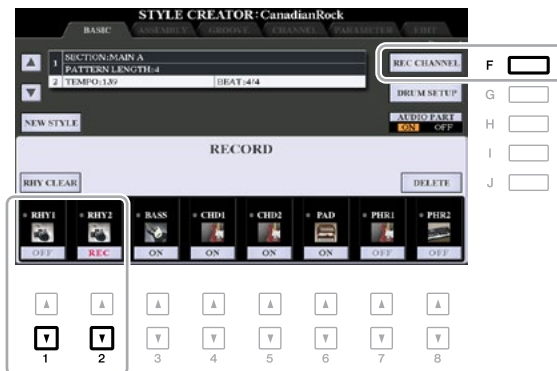 STYLE CREATOR: CanadianRock
BASIC ASSEMBLY GROOVE CHANNEL PARAMETER EDIT
1 SECTION:MAIN A
PATTERN LENGTH:4
2 TEMPO:139 BEAT:4/4
REC CHANNEL
DRUM SETUP
AUDIO PART
ON OFF
NEW STYLE
RECORD
RHY CLEAR DELETE
RHY1 RHY2 BASS CHD1 CHD2 PAD PHR1 PHR2
OFF REC ON ON ON ON OFF OFF
F
G
H
I
J
1 2 3 4 5 6 7 8